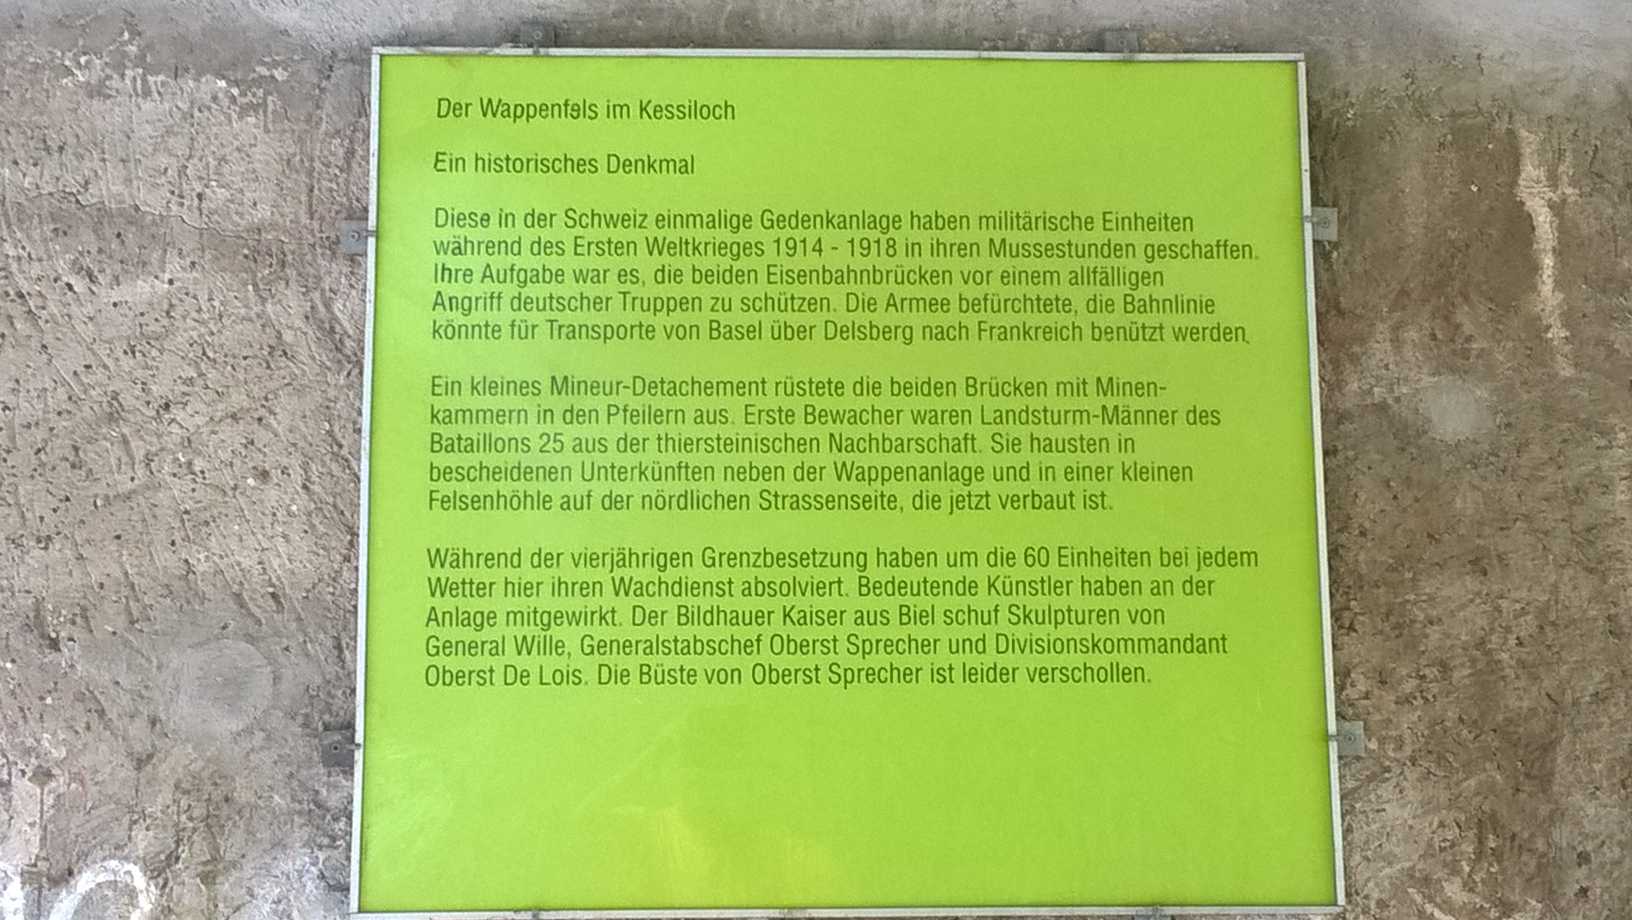 Der Wappenfels im Kessiloch
Ein historisches Denkmal
Diese in der Schweiz einmalige Gedenkanlage haben militärische Einheiten
während des Ersten Weltkrieges 1914 - 1918 in ihren Mussestunden geschaffen.
Ihre Aufgabe war es, die beiden Eisenbahnbrücken vor einem allfälligen
Angriff deutscher Truppen zu schützen. Die Armee befürchtete, die Bahnlinie
könnte für Transporte von Basel über Delsberg nach Frankreich benützt werden.
Ein kleines Mineur-Detachement rüstete die beiden Brücken mit Minen-
kammern in den Pfeilern aus. Erste Bewacher waren Landsturm-Männer des
Bataillons 25 aus der thiersteinischen Nachbarschaft. Sie hausten in
bescheidenen Unterkünften neben der Wappenanlage und in einer kleinen
Felsenhöhle auf der nördlichen Strassenseite, die jetzt verbaut ist.
Während der vierjährigen Grenzbesetzung haben um die 60 Einheiten bei jedem
Wetter hier ihren Wachdienst absolviert. Bedeutende Künstler haben an der
Anlage mitgewirkt. Der Bildhauer Kaiser aus Biel schuf Skulpturen von
General Wille, Generalstabschef Oberst Sprecher und Divisionskommandant
Oberst De Lois. Die Büste von Oberst Sprecher ist leider verschollen.